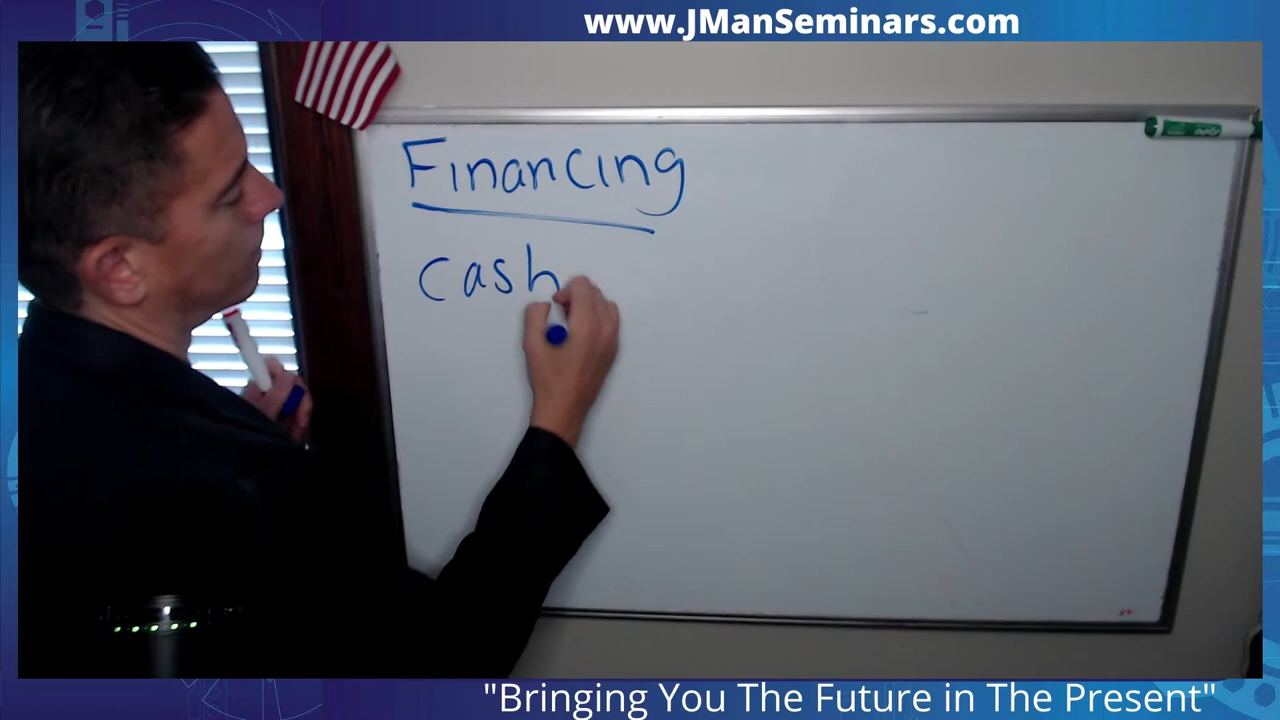 www.JManSeminars.com
Financing
Cash
"Bringing You The Future in The Present"